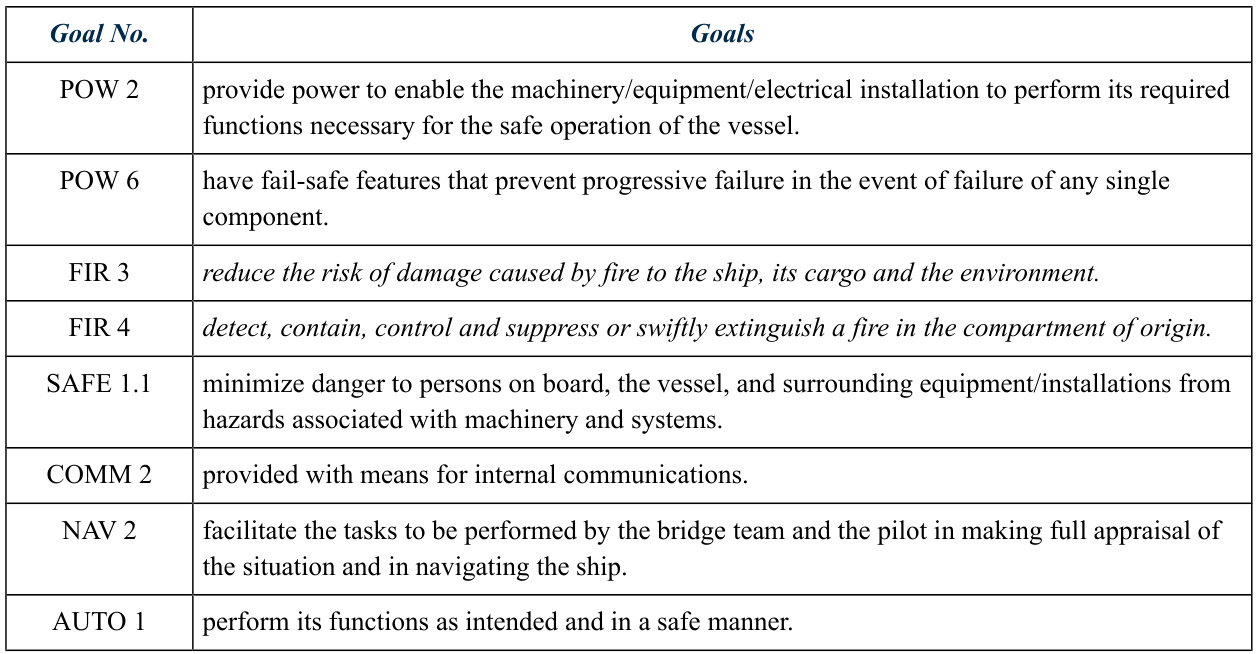 Goal No. Goals
POW 2 provide power to enable the machinery/equipment/electrical installation to perform its required
functions necessary for the safe operation of the vessel.
POW 6 have fail-safe features that prevent progressive failure in the event of failure of any single
component.
FIR 3 reduce the risk of damage caused by fire to the ship, its cargo and the environment.
FIR 4 detect, contain, control and suppress or swiftly extinguish a fire in the compartment of origin.
SAFE 1.1 minimize danger to persons on board, the vessel, and surrounding equipment/installations from
hazards associated with machinery and systems.
COMM 2 provided with means for internal communications.
NAV 2 facilitate the tasks to be performed by the bridge team and the pilot in making full appraisal of
the situation and in navigating the ship.
AUTO 1 perform its functions as intended and in a safe manner.